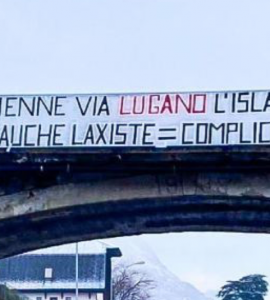 IENNE VIA LUGANO L'ISLA
AUCHE LAXISTE = COMPLIC